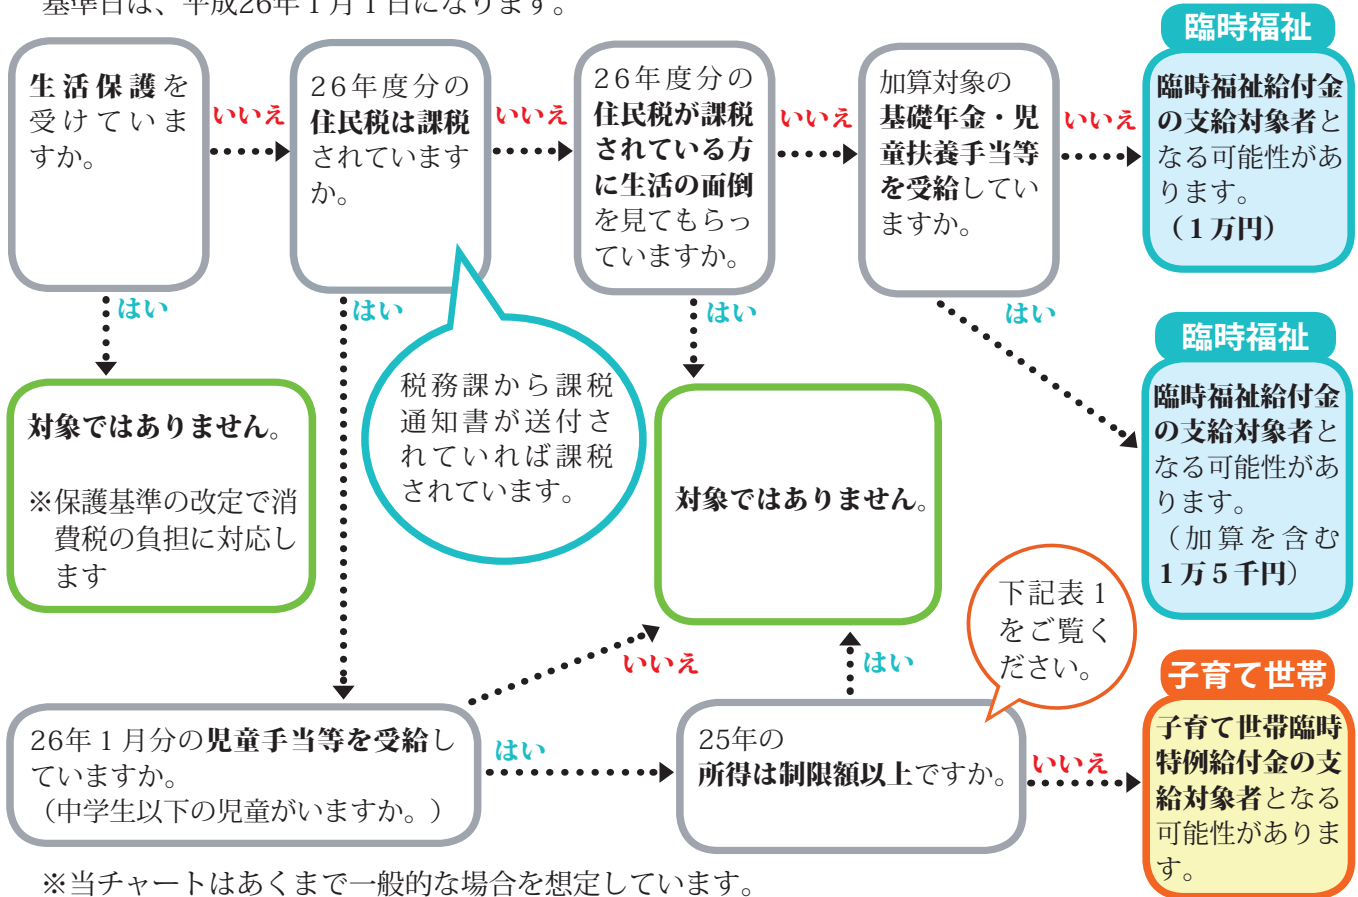 基準日は、平成26年１月１日になります。
生活保護を
受けていま
すか。
いいえ
はい
26年度分の
住民税は課税
されています
か。
いいえ
はい
26年度分の
住民税が課税
されている方
に生活の面倒
を見てもらっ
ていますか。
いいえ
はい
加算対象の
基礎年金・児
童扶養手当等
を受給してい
ますか。
いいえ
はい
臨時福祉
臨時福祉給付金
の支給対象者と
なる可能性があ
ります。
（１万円）
臨時福祉
臨時福祉給付金
の支給対象者と
なる可能性があ
ります。
（加算を含む
１万５千円）
対象ではありません。
※保護基準の改定で消
費税の負担に対応し
ます
税務課から課税
通知書が送付さ
れていれば課税
されています。
対象ではありません。
下記表１
をご覧く
ださい。
いいえ
はい
26年１月分の児童手当等を受給し
ていますか。
（中学生以下の児童がいますか。）
はい
25年の
所得は制限額以上ですか。
いいえ
子育て世帯
子育て世帯臨時
特例給付金の支
給対象者となる
可能性がありま
す。
※当チャートはあくまで一般的な場合を想定しています。